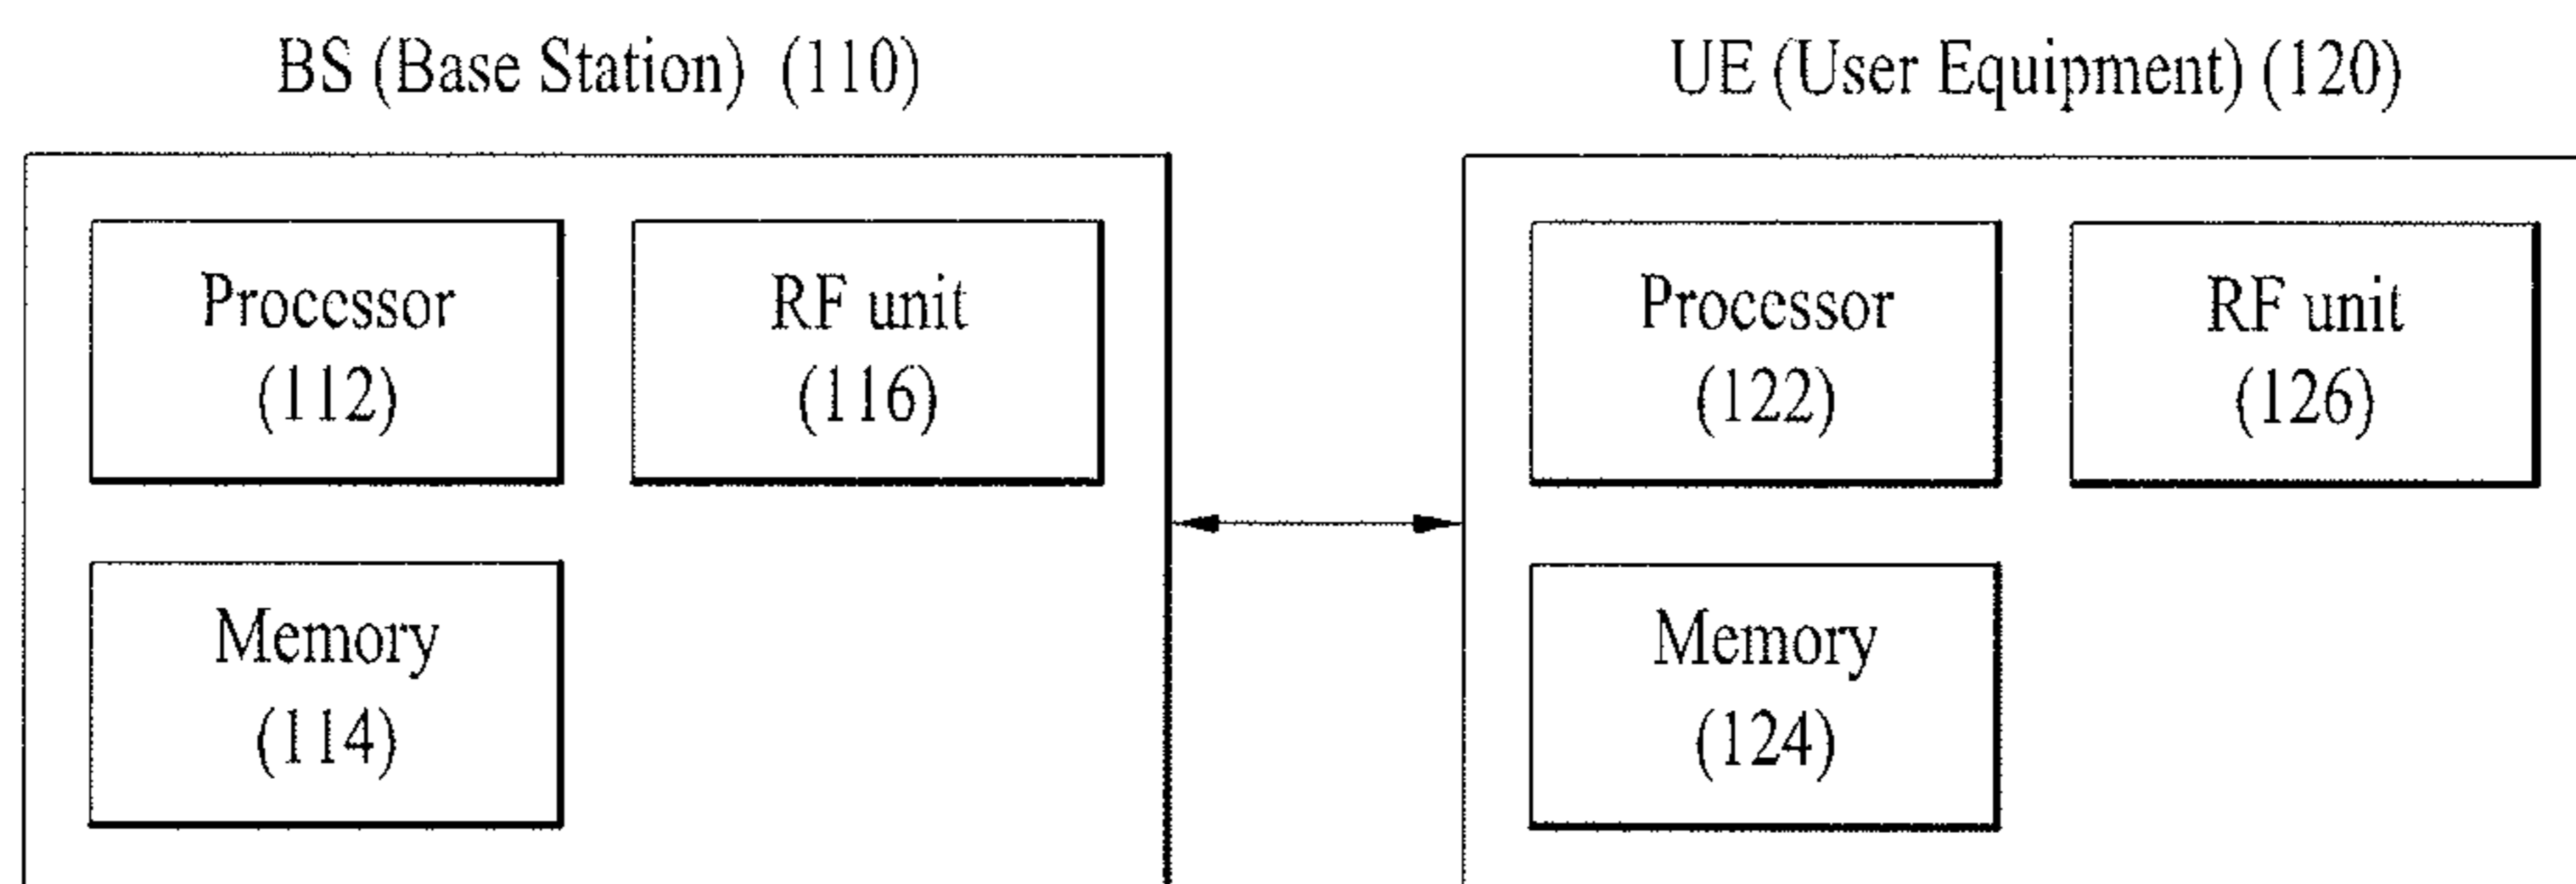 BS (Base Station) (110)
UE (User Equipment) (120)
Processor
(112)
RF unit
(116)
Memory
(114)
Processor
(122)
RF unit
(126)
Memory
(124)